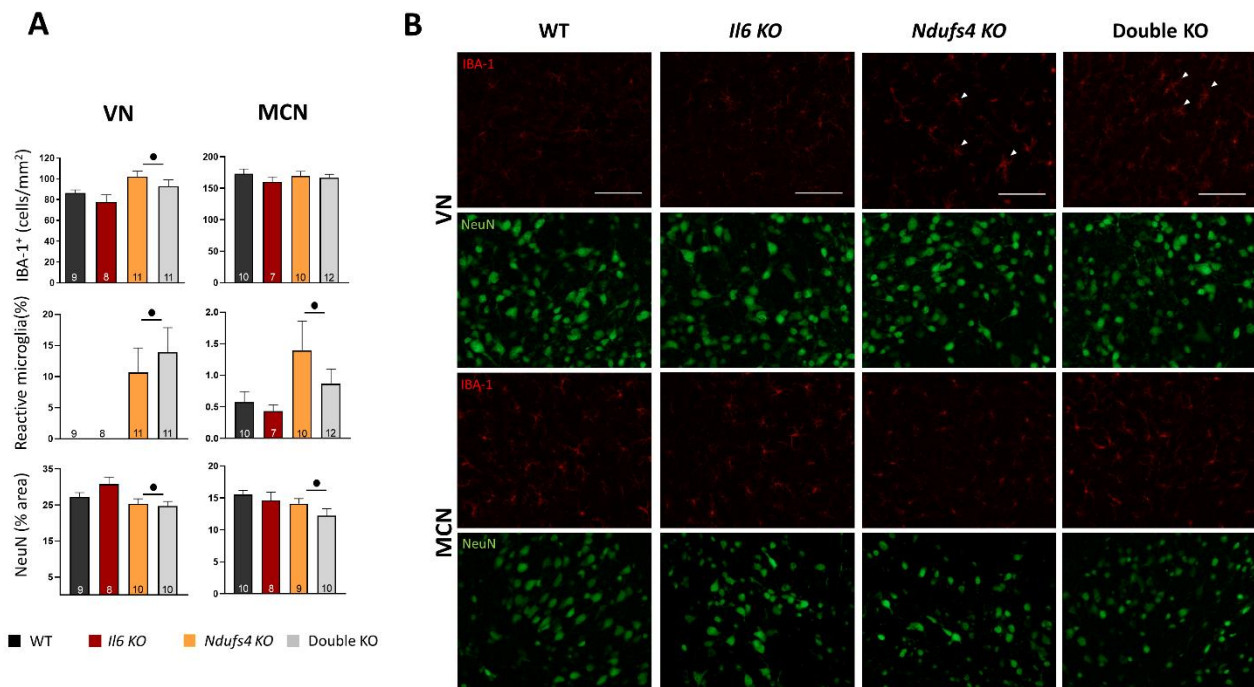 A
VN
MCN
IBA-1⁺ (cells/mm²)
120
100
80
60
40
20
0
9
8
11
11
200
150
100
50
0
10
7
10
12
Reactive microglia(%)
20
15
10
5
0
9
8
11
11
2.0
1.5
1.0
0.5
0.0
10
7
10
12
NeuN (% area)
35
25
15
5
9
8
10
10
20
15
10
5
0
10
8
9
10
WT
Il6 KO
Ndufs4 KO
Double KO
B
WT
Il6 KO
Ndufs4 KO
Double KO
VN
IBA-1
NeuN
MCN
IBA-1
NeuN